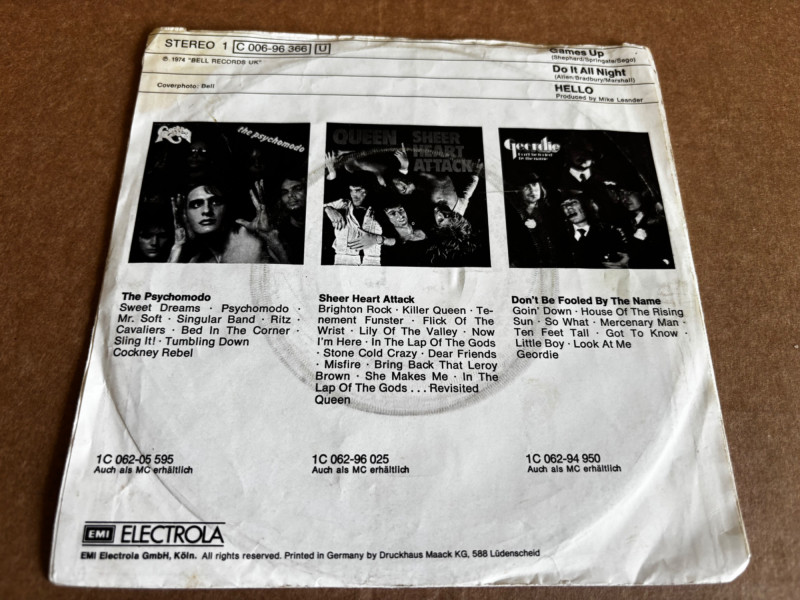 STEREO 1 C 006-96 366 U
℗ 1974 "BELL RECORDS UK"
Coverphoto: Bell
Games Up
(Shephard/Springate/Sago)
Do It All Night
(Allen/Bradbury/Marshall)
HELLO
Produced by Mike Leander
the psychomodo
QUEEN SHEER
HEART
ATTACK
Geordie
don't be fooled
by the name
The Psychomodo
Sweet Dreams · Psychomodo ·
Mr. Soft · Singular Band · Ritz ·
Cavaliers · Bed In The Corner ·
Sling It! · Tumbling Down
Cockney Rebel
Sheer Heart Attack
Brighton Rock · Killer Queen · Te-
nement Funster · Flick Of The
Wrist · Lily Of The Valley · Now
I'm Here · In The Lap Of The Gods
· Stone Cold Crazy · Dear Friends
· Misfire · Bring Back That Leroy
Brown · She Makes Me · In The
Lap Of The Gods ... Revisited
Queen
Don't Be Fooled By The Name
Goin' Down · House Of The Rising
Sun · So What · Mercenary Man ·
Ten Feet Tall · Got To Know ·
Little Boy · Look At Me
Geordie
1C 062-05 595
Auch als MC erhältlich
1C 062-96 025
Auch als MC erhältlich
1C 062-94 950
Auch als MC erhältlich
EMI ELECTROLA
EMI Electrola GmbH, Köln. All rights reserved. Printed in Germany by Druckhaus Maack KG, 588 Lüdenscheid